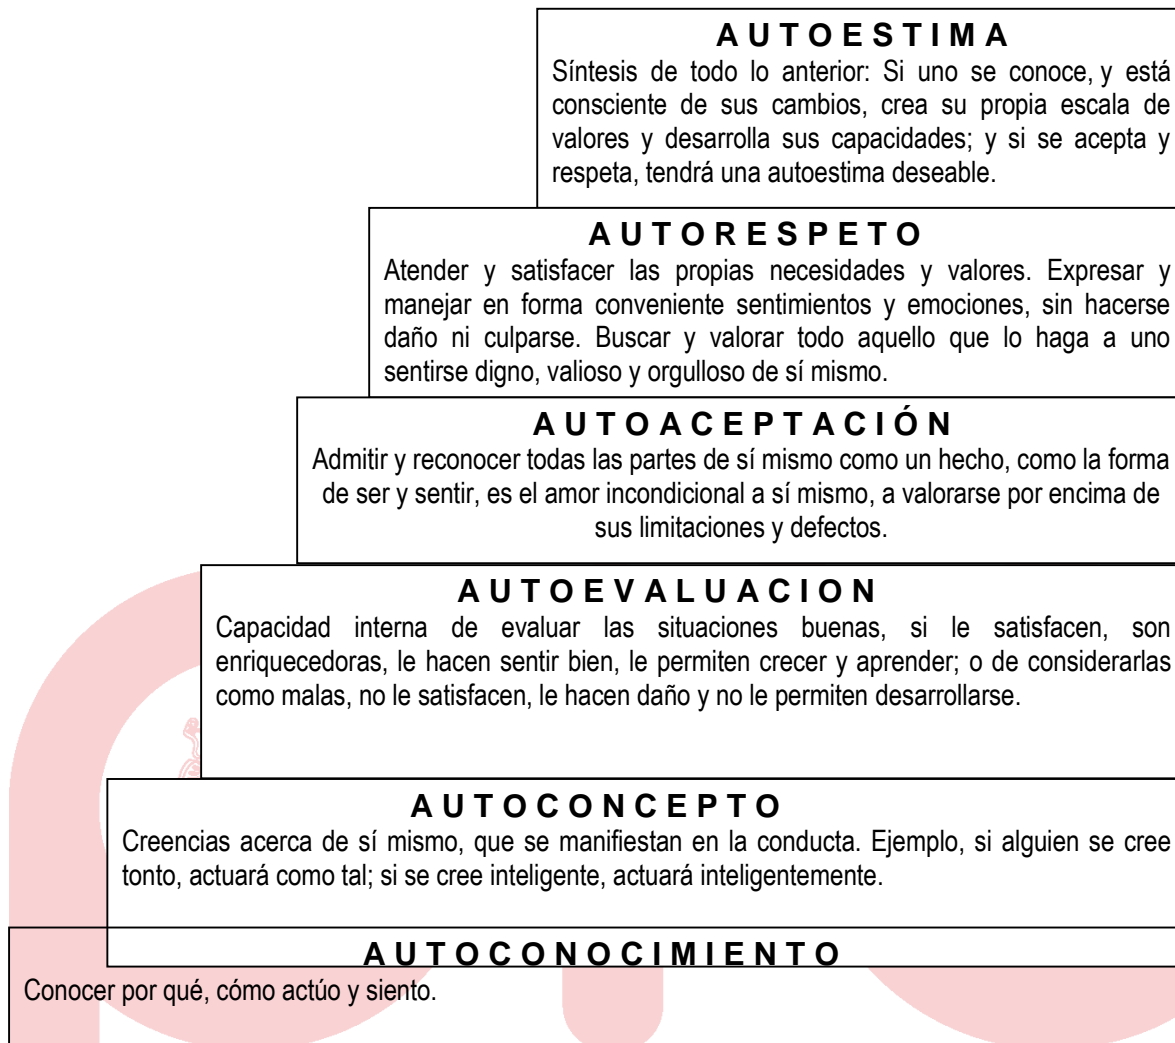 A U T O E S T I M A
Síntesis de todo lo anterior: Si uno se conoce, y está
consciente de sus cambios, crea su propia escala de
valores y desarrolla sus capacidades; y si se acepta y
respeta, tendrá una autoestima deseable.
A U T O R E S P E T O
Atender y satisfacer las propias necesidades y valores. Expresar y
manejar en forma conveniente sentimientos y emociones, sin hacerse
daño ni culparse. Buscar y valorar todo aquello que lo haga a uno
sentirse digno, valioso y orgulloso de sí mismo.
A U T O A C E P T A C I Ó N
Admitir y reconocer todas las partes de sí mismo como un hecho, como la forma
de ser y sentir, es el amor incondicional a sí mismo, a valorarse por encima de
sus limitaciones y defectos.
A U T O E V A L U A C I O N
Capacidad interna de evaluar las situaciones buenas, si le satisfacen, son
enriquecedoras, le hacen sentir bien, le permiten crecer y aprender; o de considerarlas
como malas, no le satisfacen, le hacen daño y no le permiten desarrollarse.
A U T O C O N C E P T O
Creencias acerca de sí mismo, que se manifiestan en la conducta. Ejemplo, si alguien se cree
tonto, actuará como tal; si se cree inteligente, actuará inteligentemente.
A U T O C O N O C I M I E N T O
Conocer por qué, cómo actúo y siento.